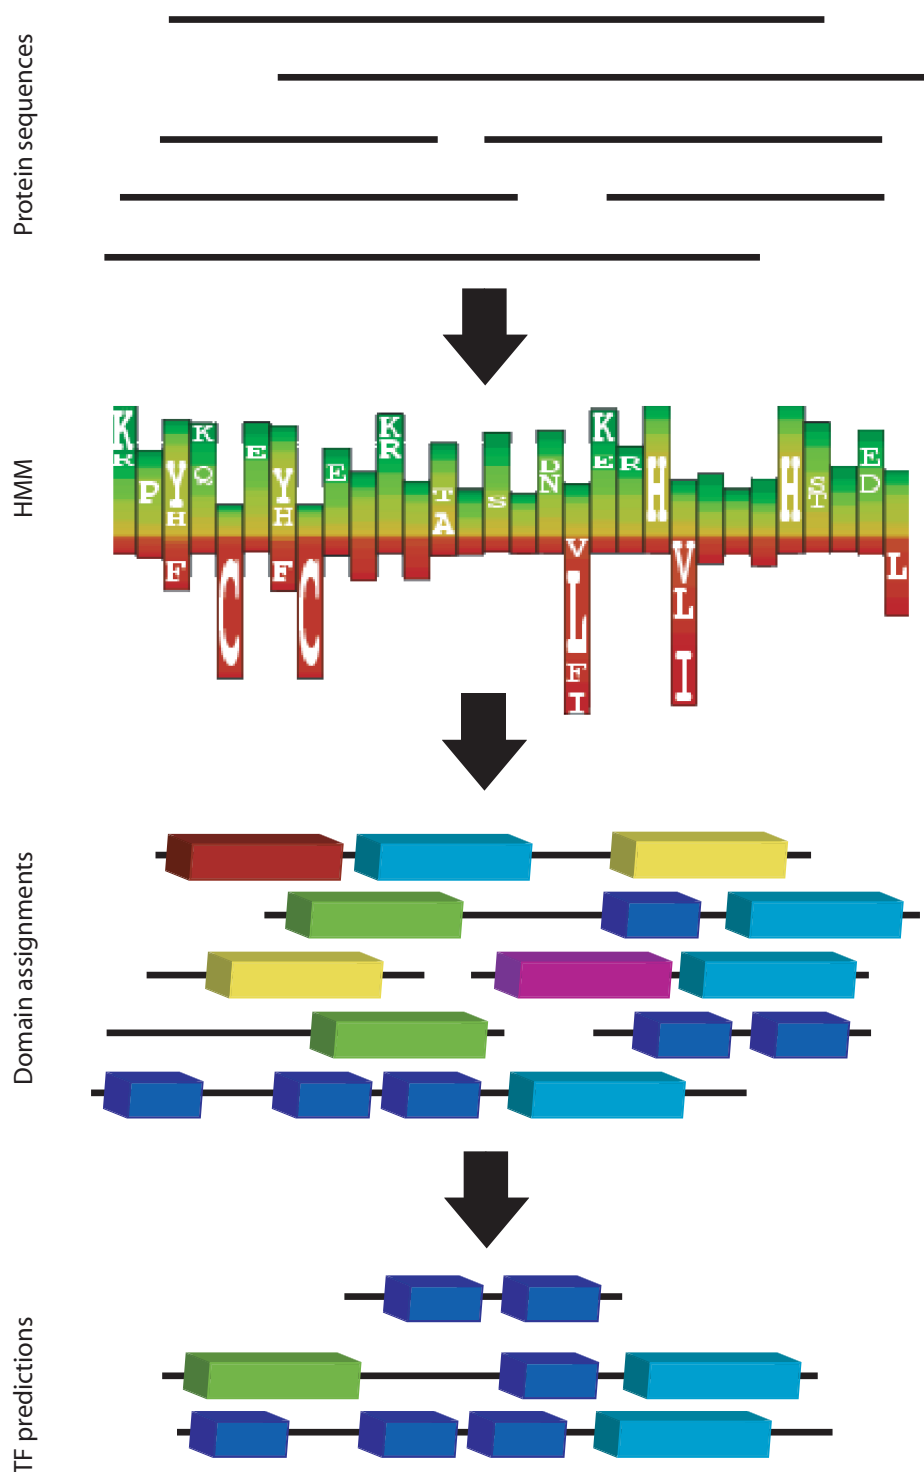 Protein sequences
HMM
K
R
P
Y
H
F
K
Q
C
E
Y
H
F
C
E
K
R
T
A
S
D
N
V
L
F
I
K
E
R
H
V
L
I
H
S
T
E
D
L
Domain assignments
TF predictions